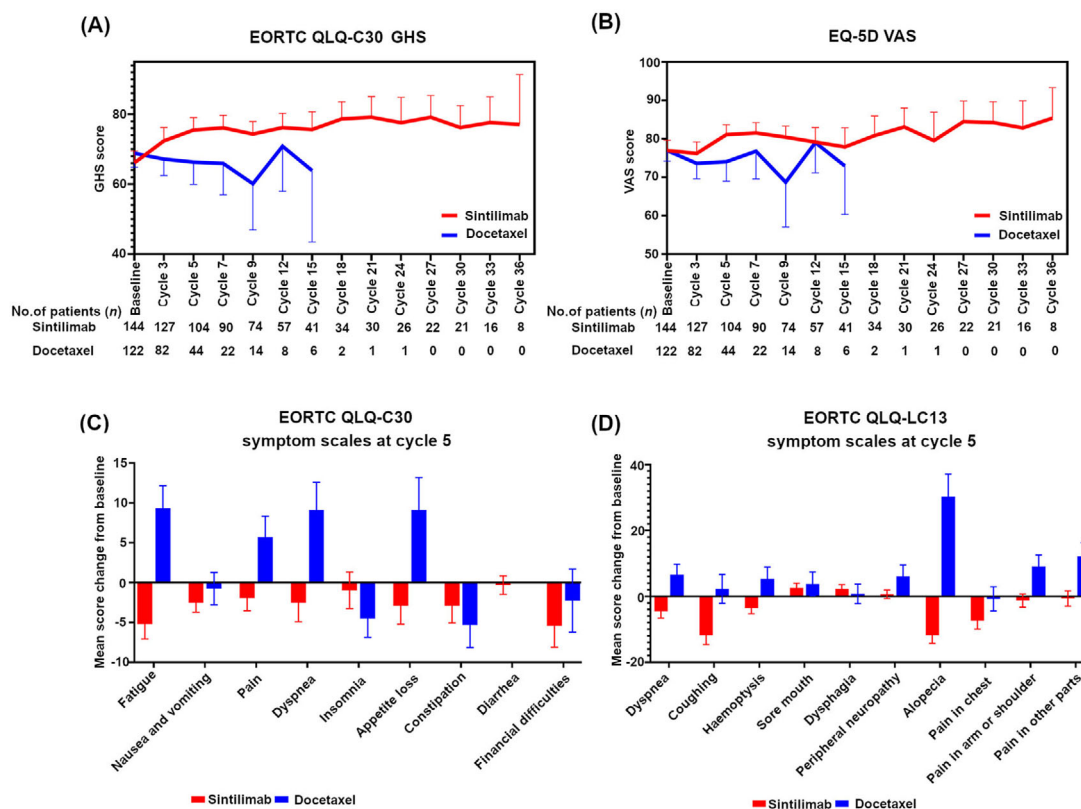 (A)
EORTC QLQ-C30 GHS
GHS score
80
60
40
Sintilimab
Docetaxel
Baseline
Cycle 3
Cycle 5
Cycle 7
Cycle 9
Cycle 12
Cycle 15
Cycle 18
Cycle 21
Cycle 24
Cycle 27
Cycle 30
Cycle 33
Cycle 36
No.of patients (n)
Sintilimab 144 127 104 90 74 57 41 34 30 26 22 21 16 8
Docetaxel 122 82 44 22 14 8 6 2 1 1 0 0 0 0
(B)
EQ-5D VAS
VAS score
100
90
80
70
60
50
Sintilimab
Docetaxel
Baseline
Cycle 3
Cycle 5
Cycle 7
Cycle 9
Cycle 12
Cycle 15
Cycle 18
Cycle 21
Cycle 24
Cycle 27
Cycle 30
Cycle 33
Cycle 36
No.of patients (n)
Sintilimab 144 127 104 90 74 57 41 34 30 26 22 21 16 8
Docetaxel 122 82 44 22 14 8 6 2 1 1 0 0 0 0
(C)
EORTC QLQ-C30
symptom scales at cycle 5
Mean score change from baseline
15
10
5
0
-5
-10
Fatigue
Nausea and vomiting
Pain
Dyspnea
Insomnia
Appetite loss
Constipation
Diarrhea
Financial difficulties
Sintilimab
Docetaxel
(D)
EORTC QLQ-LC13
symptom scales at cycle 5
Mean score change from baseline
40
20
0
-20
Dyspnea
Coughing
Haemoptysis
Sore mouth
Dysphagia
Peripheral neuropathy
Alopecia
Pain in chest
Pain in arm or shoulder
Pain in other parts
Sintilimab
Docetaxel